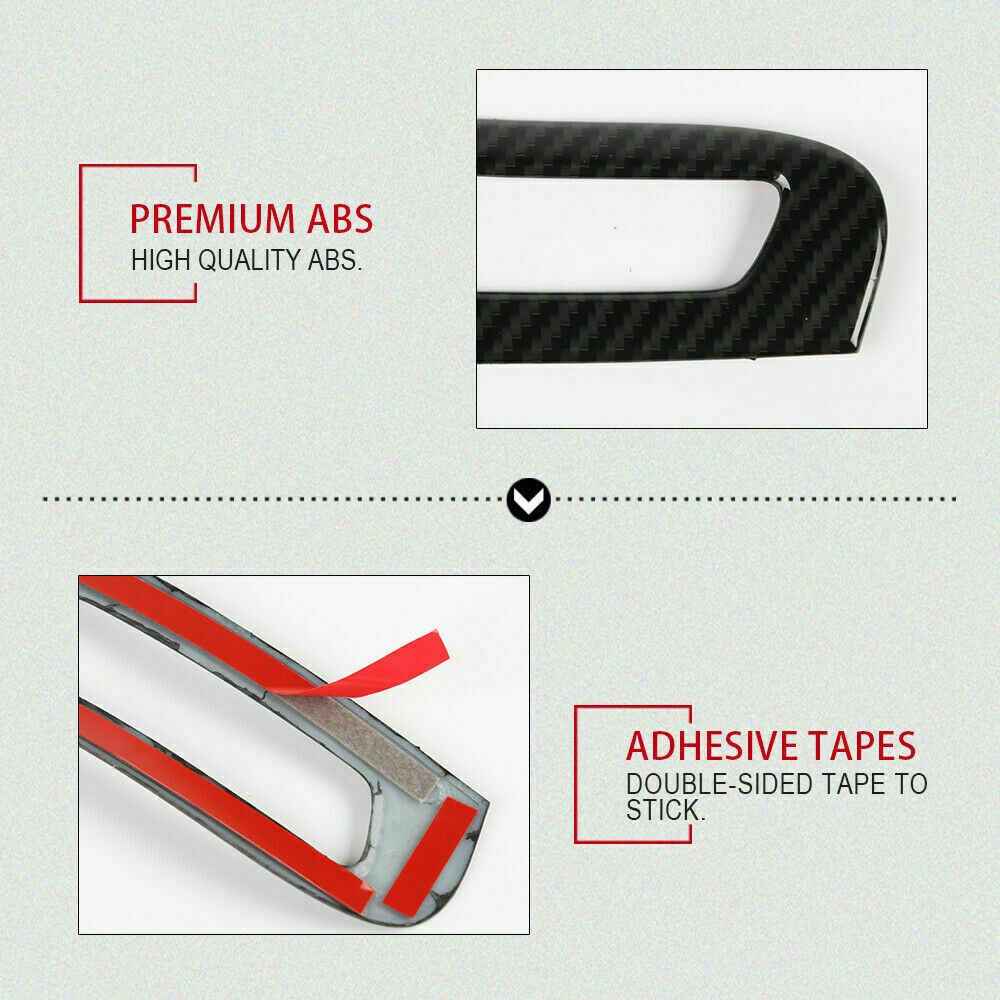 PREMIUM ABS
HIGH QUALITY ABS.
ADHESIVE TAPES
DOUBLE-SIDED TAPE TO
STICK.